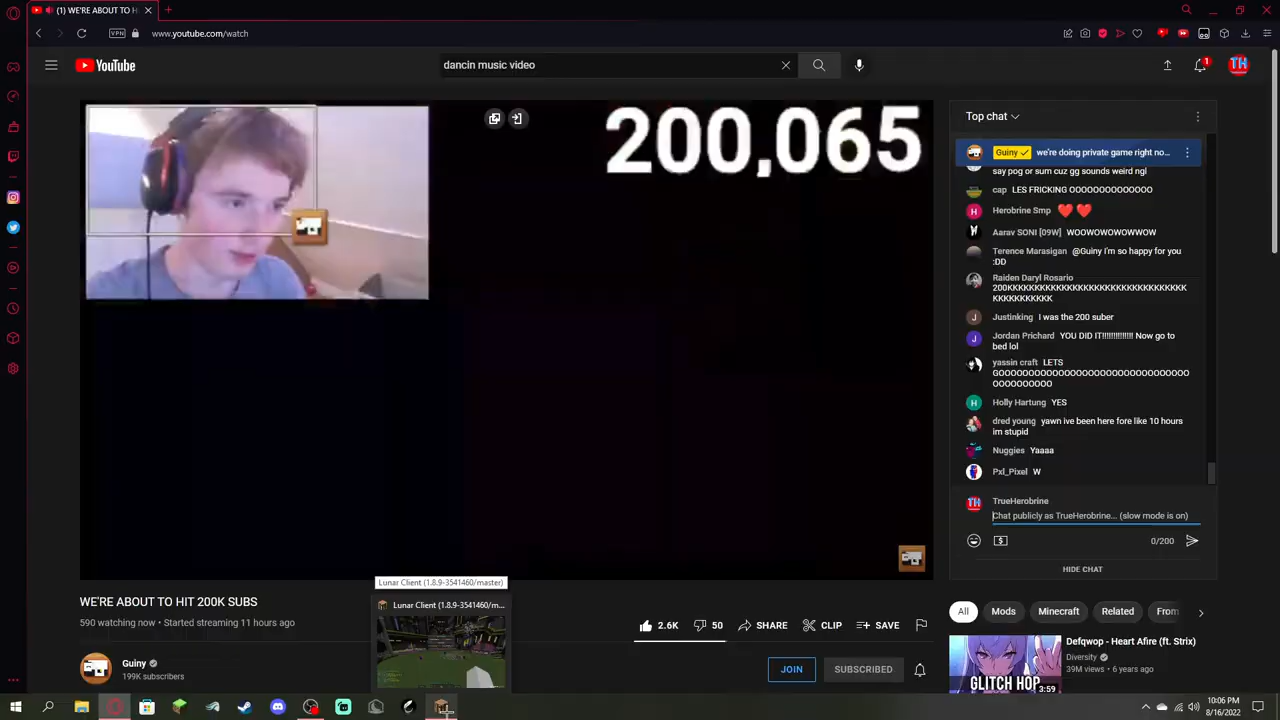 (1) WE'RE ABOUT TO H
VPN
www.youtube.com/watch
YouTube
dancin music video
1
TH
200,065
Top chat
Guiny we're doing private game right no...
say pog or sum cuz gg sounds weird ngl
cap LES FRICKING OOOOOOOOOOOOO
Herobrine Smp ❤️ ❤️
Aarav SONI [09W] WOOWOWOWOWWOW
Terence Marasigan @Guiny I'm so happy for you
:DD
Raiden Daryl Rosario
Justinking I was the 200 suber
Jordan Prichard YOU DID IT!!!!!!!!!!!!!! Now go to
bed lol
yassin craft LETS
Holly Hartung YES
dred young yawn ive been here fore like 10 hours
im stupid
Nuggies Yaaaa
Pxl_Pixel W
TrueHerobrine
Chat publicly as TrueHerobrine... (slow mode is on)
0/200
HIDE CHAT
Lunar Client (1.8.9-3541460/master)
Lunar Client (1.8.9-3541460/m...
WE'RE ABOUT TO HIT 200K SUBS
590 watching now • Started streaming 11 hours ago
2.6K
50
SHARE
CLIP
SAVE
Guiny
199K subscribers
JOIN
SUBSCRIBED
All
Mods
Minecraft
Related
From
Defqwop - Heart Afire (ft. Strix)
Diversity
39M views • 6 years ago
GLITCH HOP
3:59
10:06 PM
8/16/2022